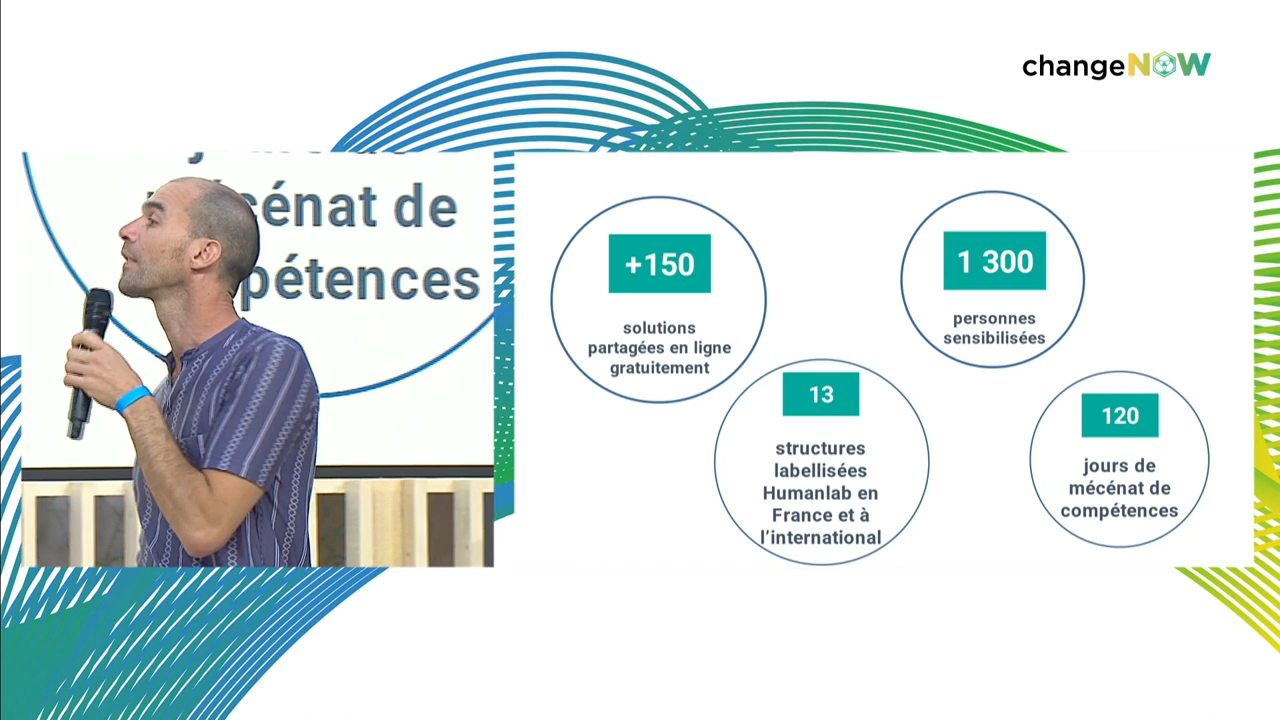 changeNOW
énat de
pétences
+150
solutions
partagées en ligne
gratuitement
1 300
personnes
sensibilisées
13
structures
labellisées
Humanlab en
France et à
l’international
120
jours de
mécénat de
compétences